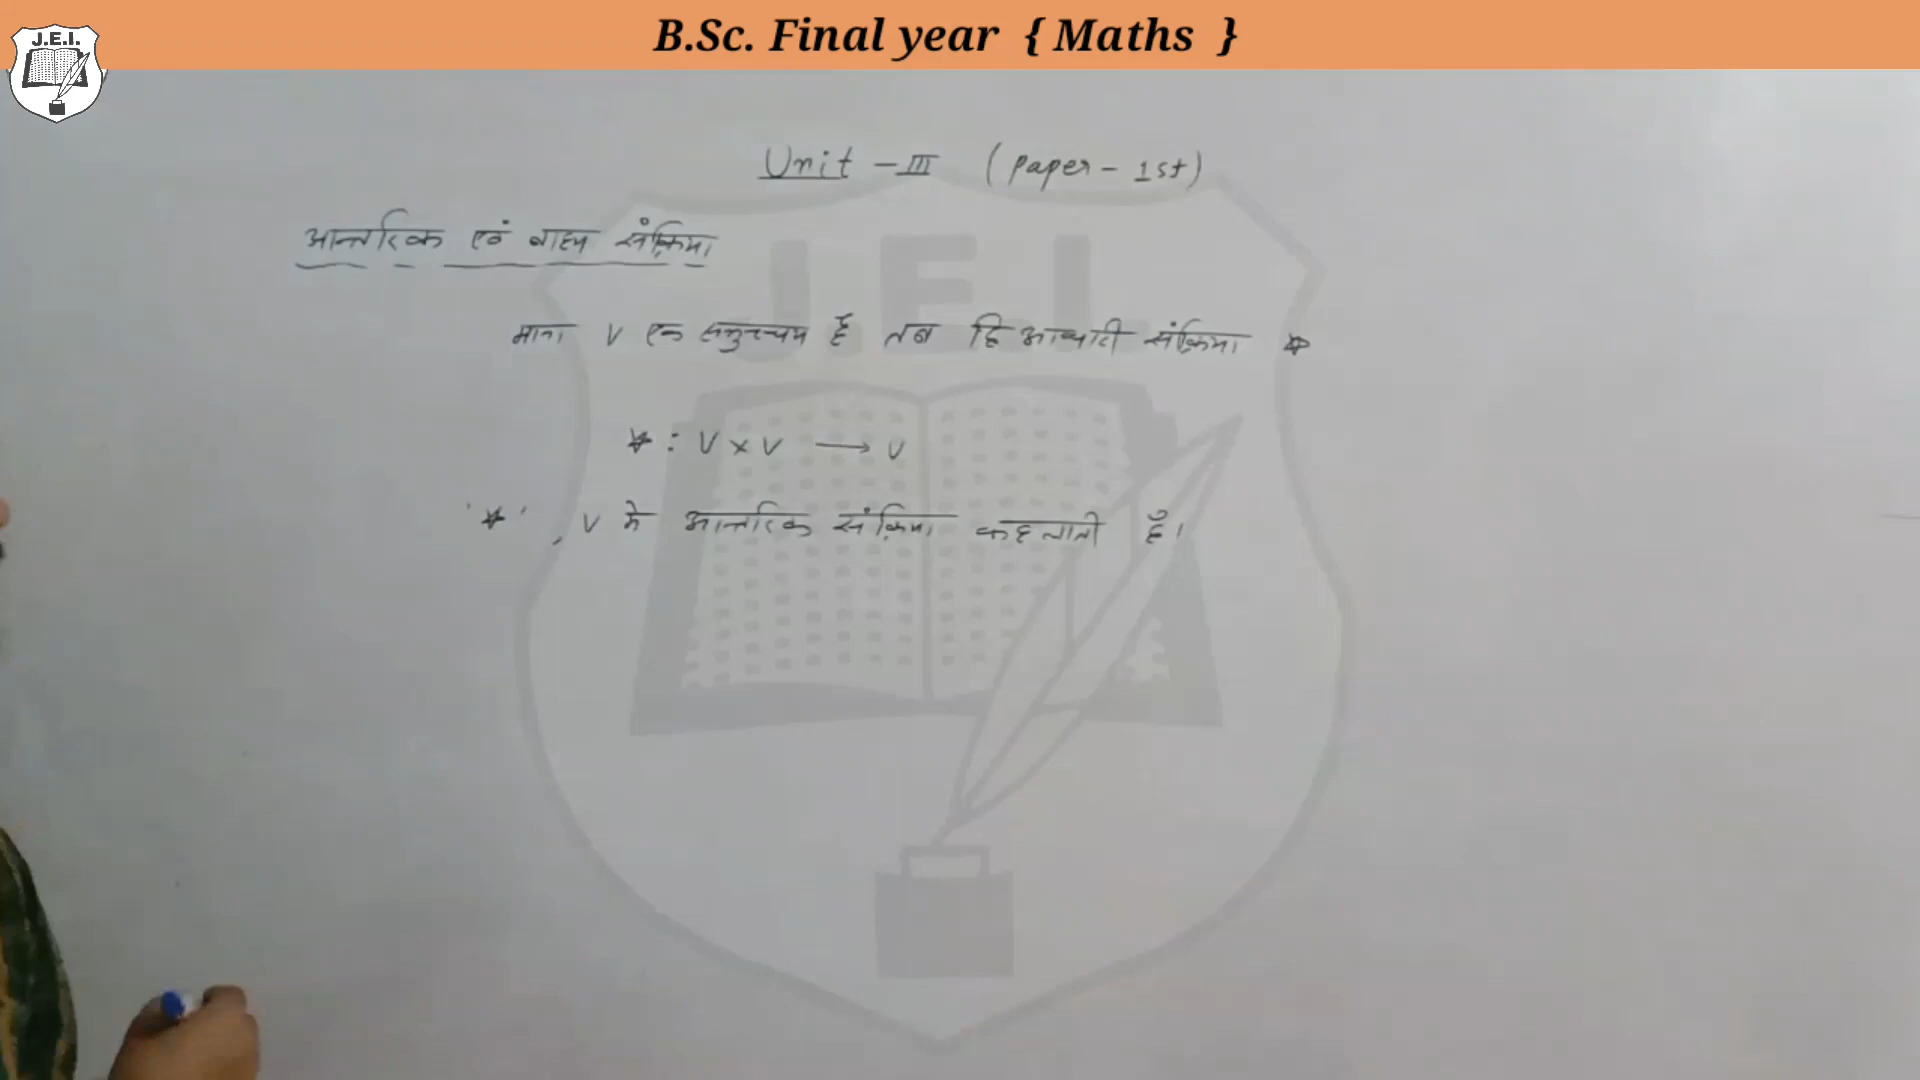 B.Sc. Final year { Maths }
J.E.I.
Unit - III (paper - 1st)
आन्तरिक एवं बाह्य संक्रिया
माना V एक समुच्चय है तब द्विआधारी संक्रिया *
* : V × V → V
'*' , V में आन्तरिक संक्रिया कहलाती है।
J.E.I.